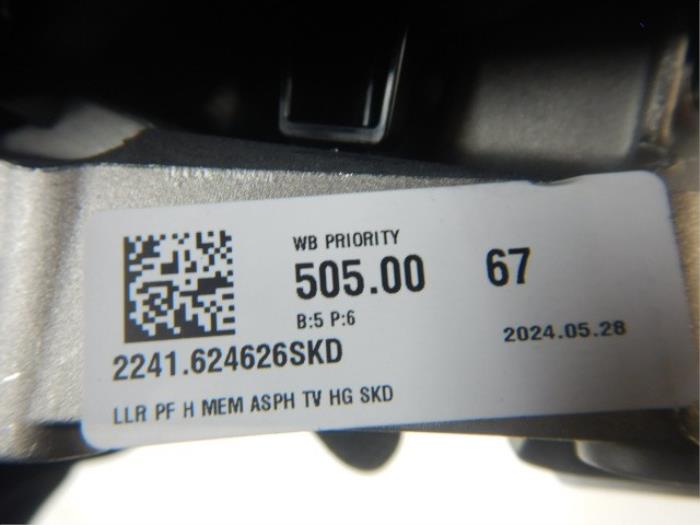 WB PRIORITY
505.00 67
B:5 P:6
2024.05.28
2241.624626SKD
LLR PF H MEM ASPH TV HG SKD